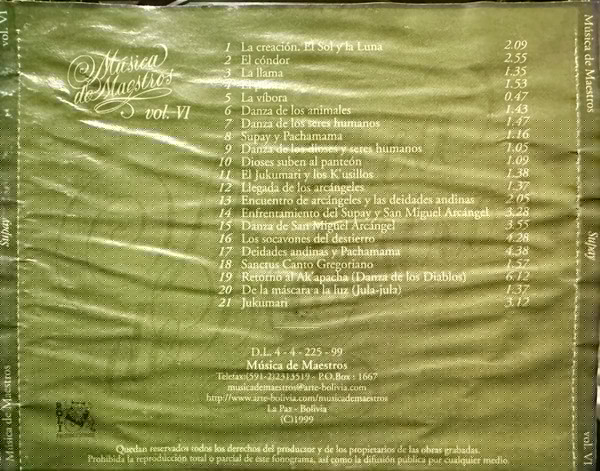 Música
de Maestros
vol. VI
1 La creación. El Sol y la Luna 2.09
2 El cóndor 2.55
3 La llama 1.35
4 1.53
5 La víbora 0.47
6 Danza de los animales 1.43
7 Danza de los seres humanos 1.47
8 Supay y Pachamama 1.16
9 Danza de los dioses y seres humanos 1.05
10 Dioses suben al panteón 1.09
11 El Jukumari y los K'usillos 1.38
12 Llegada de los arcángeles 1.37
13 Encuentro de arcángeles y las deidades andinas 2.05
14 Enfrentamiento del Supay y San Miguel Arcángel 3.28
15 Danza de San Miguel Arcángel 3.55
16 Los socavones del destierro 4.28
17 Deidades andinas y Pachamama 4.38
18 Sanctus Canto Gregoriano 1.57
19 Retorno al Ak'apacha (Danza de los Diablos) 6.12
20 De la máscara a la luz (Jula-jula) 1.37
21 Jukumari 3.12
D.L. 4 - 4 - 225 - 99
Música de Maestros
Telefax:(591-2)2313519 - P.O.Box : 1667
musicademaestros@arte-bolivia.com
http://www.arte-bolivia.com/musicademaestros
La Paz - Bolivia
(C)1999
BOLI
PRODUCCIONES
Quedan reservados todos los derechos del productor y de los propietarios de las obras grabadas.
Prohibida la reproducción total o parcial de este fonograma, así como la difusión pública por cualquier medio.
Música de Maestros
Supay
vol. VI
Música de Maestros
Supay
vol. VI